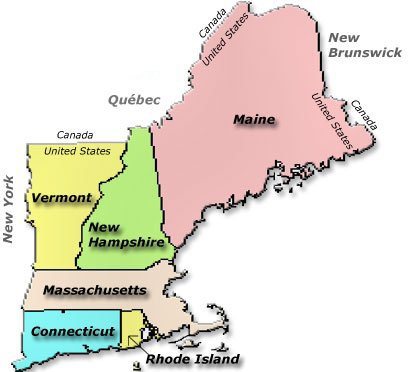 Canada
United States
New
Brunswick
Québec
Maine
Canada
United States
Canada
United States
New York
Vermont
New
Hampshire
Massachusetts
Connecticut
Rhode Island